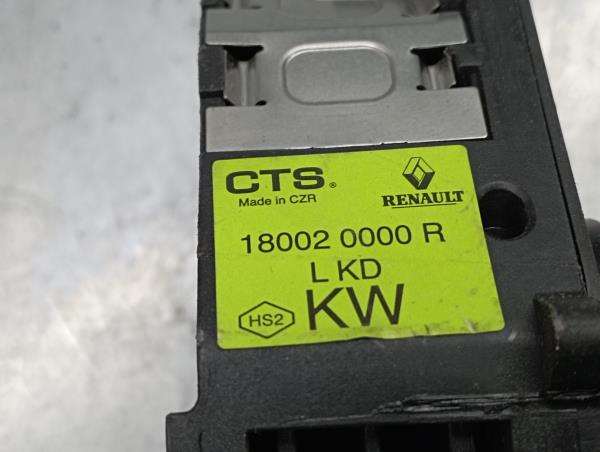 CTS®
Made in CZR
RENAULT
18002 0000 R
L KD
HS2
KW